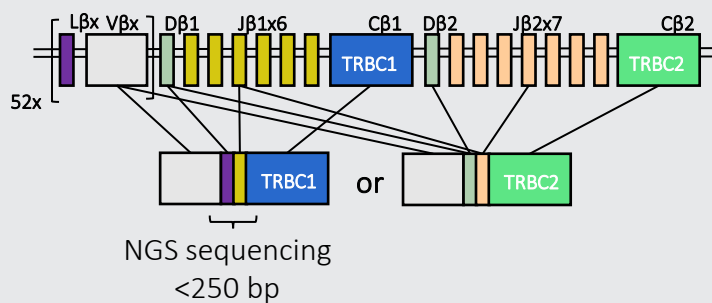 Lβx Vβx Dβ1 Jβ1x6 Cβ1 Dβ2 Jβ2x7 Cβ2
TRBC1 TRBC2
52x
TRBC1 or TRBC2
NGS sequencing
<250 bp